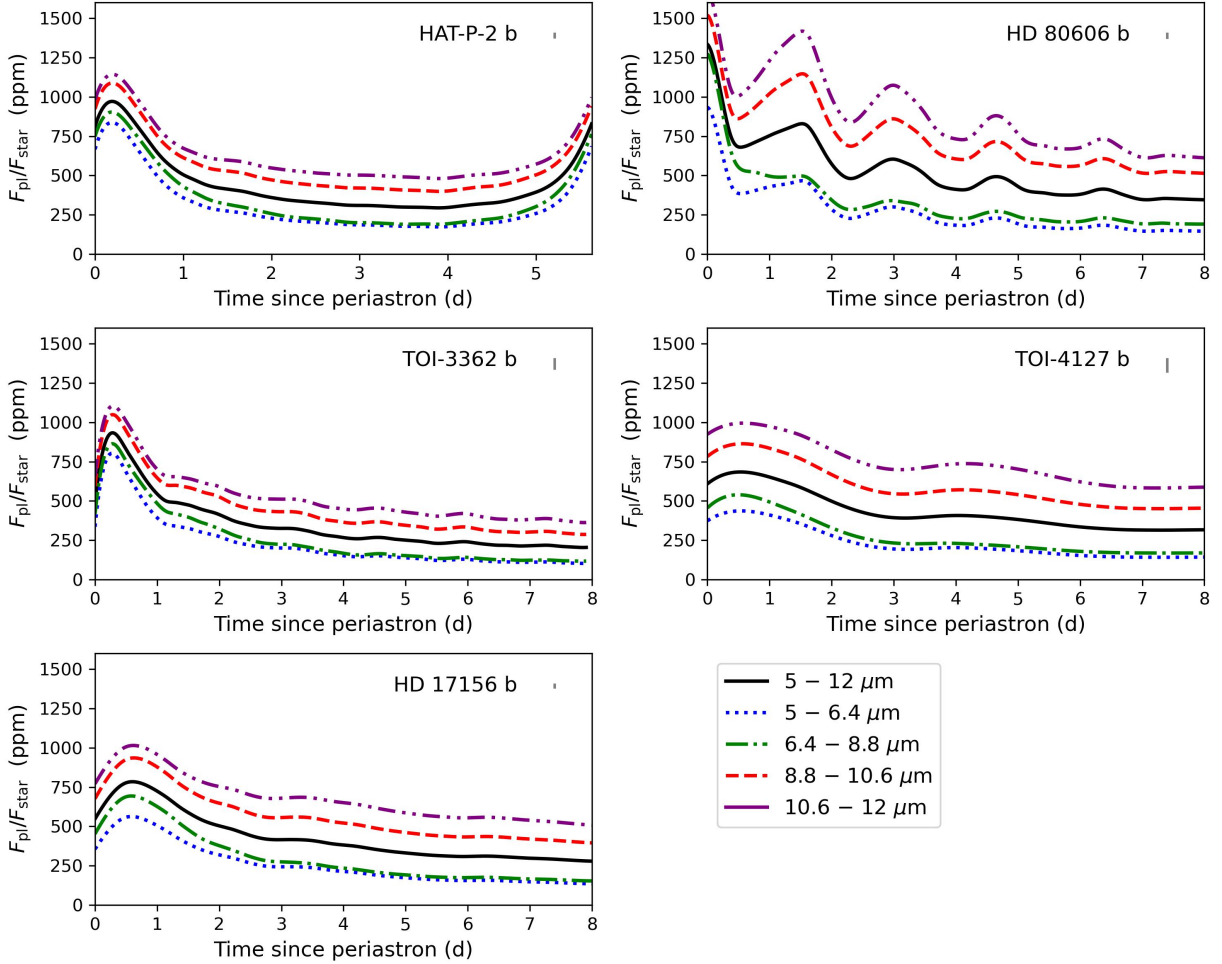 1500
1250
1000
750
500
250
0
F_pl/F_star (ppm)
HAT-P-2 b
0 1 2 3 4 5
Time since periastron (d)
1500
1250
1000
750
500
250
0
F_pl/F_star (ppm)
HD 80606 b
0 1 2 3 4 5 6 7 8
Time since periastron (d)
1500
1250
1000
750
500
250
0
F_pl/F_star (ppm)
TOI-3362 b
0 1 2 3 4 5 6 7 8
Time since periastron (d)
1500
1250
1000
750
500
250
0
F_pl/F_star (ppm)
TOI-4127 b
0 1 2 3 4 5 6 7 8
Time since periastron (d)
1500
1250
1000
750
500
250
0
F_pl/F_star (ppm)
HD 17156 b
0 1 2 3 4 5 6 7 8
Time since periastron (d)
5 − 12 μm
5 − 6.4 μm
6.4 − 8.8 μm
8.8 − 10.6 μm
10.6 − 12 μm